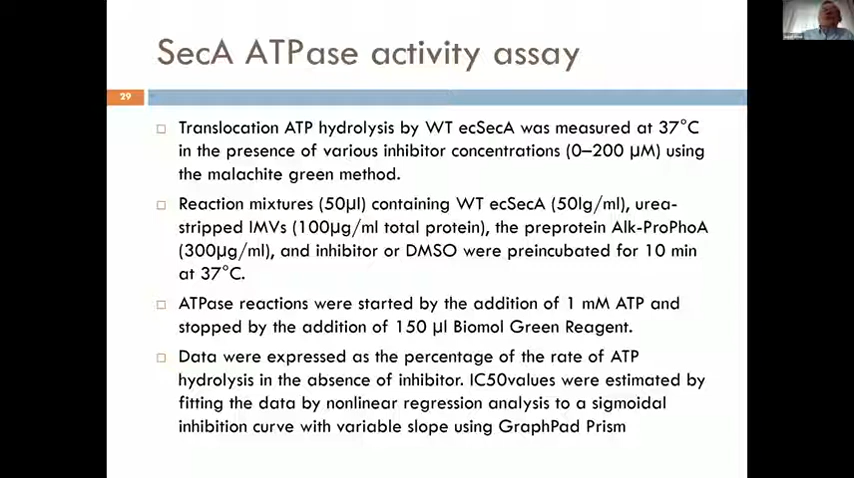 SecA ATPase activity assay
29
Translocation ATP hydrolysis by WT ecSecA was measured at 37°C
in the presence of various inhibitor concentrations (0–200 µM) using
the malachite green method.
Reaction mixtures (50µl) containing WT ecSecA (50lg/ml), urea-
stripped IMVs (100µg/ml total protein), the preprotein Alk-ProPhoA
(300µg/ml), and inhibitor or DMSO were preincubated for 10 min
at 37°C.
ATPase reactions were started by the addition of 1 mM ATP and
stopped by the addition of 150 µl Biomol Green Reagent.
Data were expressed as the percentage of the rate of ATP
hydrolysis in the absence of inhibitor. IC50values were estimated by
fitting the data by nonlinear regression analysis to a sigmoidal
inhibition curve with variable slope using GraphPad Prism